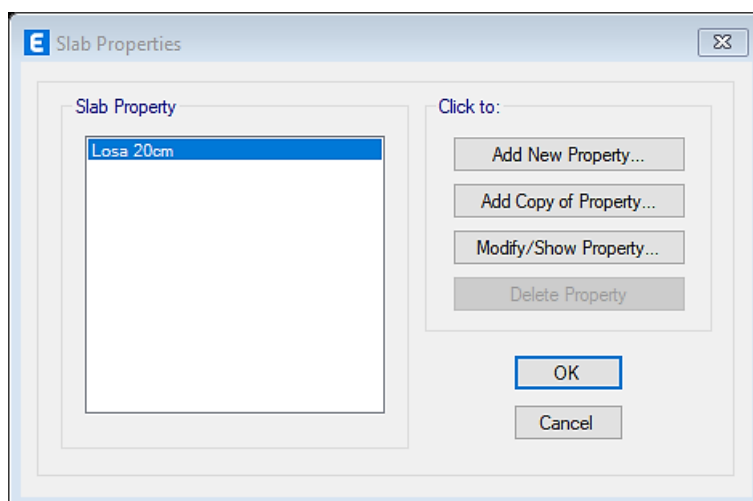 E Slab Properties
Slab Property
Losa 20cm
Click to:
Add New Property...
Add Copy of Property...
Modify/Show Property...
Delete Property
OK
Cancel